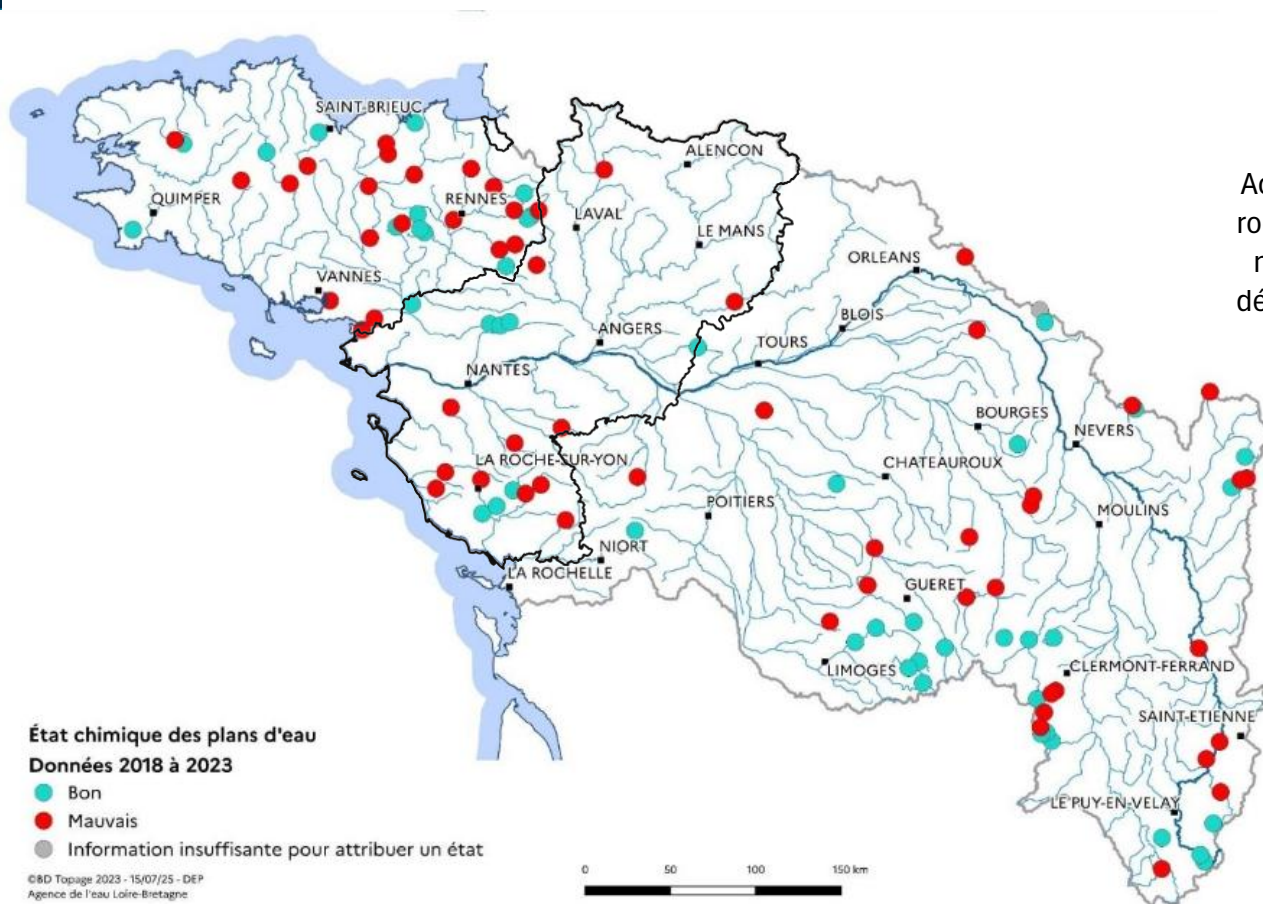 SAINT-BRIEUC
ALENCON
QUIMPER
RENNES
LAVAL
LE MANS
ORLEANS
VANNES
BLOIS
ANGERS
TOURS
NANTES
BOURGES
NEVERS
LA ROCHE-SUR-YON
CHATEAUROUX
POITIERS
MOULINS
NIORT
LA ROCHELLE
GUERET
LIMOGES
CLERMONT-FERRAND
SAINT-ETIENNE
LE PUY-EN-VELAY
État chimique des plans d'eau
Données 2018 à 2023
Bon
Mauvais
Information insuffisante pour attribuer un état
©BD Topage 2023 - 15/07/25 - DEP
Agence de l'eau Loire-Bretagne
0 50 100 150 km